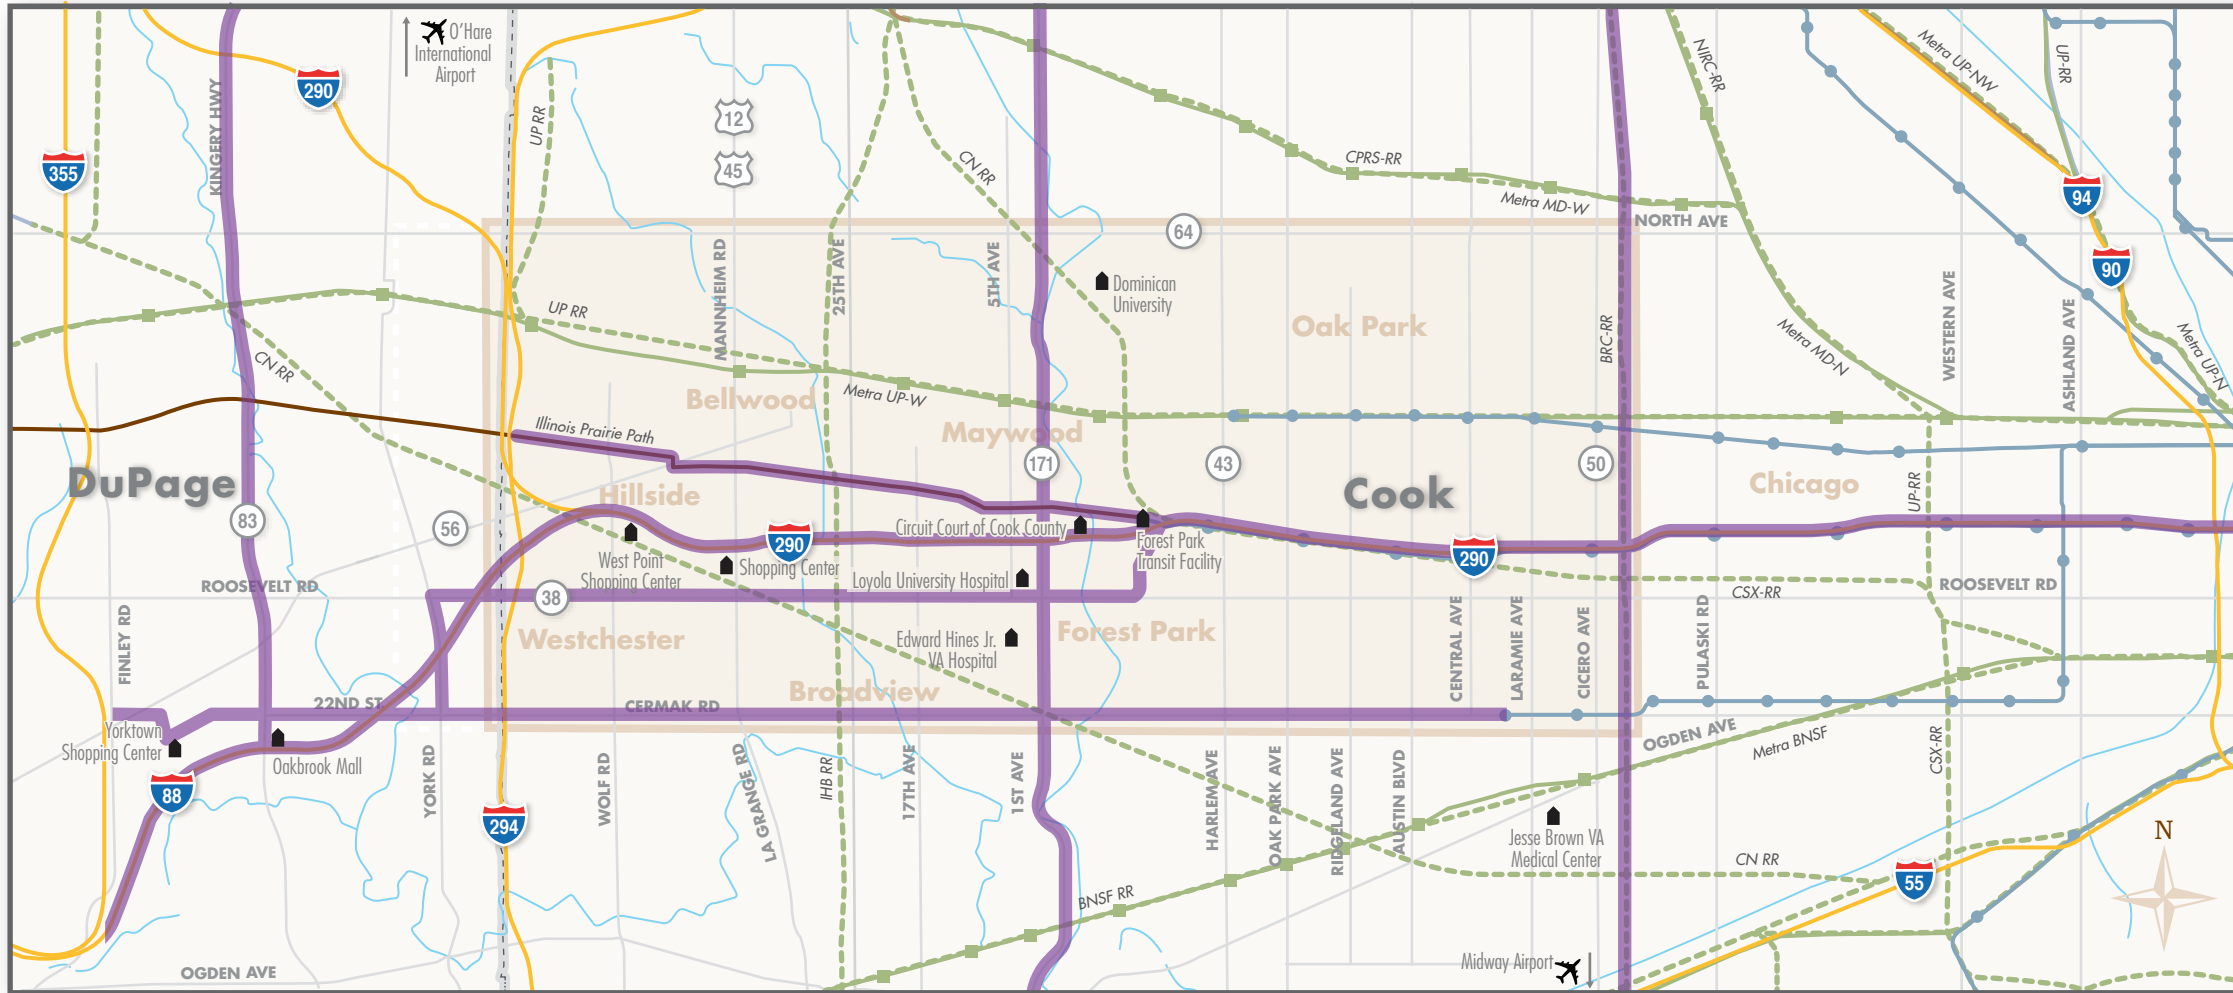 O'Hare
International
Airport
290
355
KINGERY HWY
UP RR
12
45
CN RR
CPRS-RR
Metra MD-W
NIRC-RR
Metra UP-NW
UP-RR
94
90
NORTH AVE
64
MANNHEIM RD
25TH AVE
5TH AVE
Dominican
University
Oak Park
BRC-RR
Metra MD-N
WESTERN AVE
ASHLAND AVE
Metra UP-N
UP RR
CN RR
Bellwood
Metra UP-W
Maywood
Illinois Prairie Path
171
43
50
DuPage
Hillside
Cook
Chicago
UP-RR
83
56
290
Circuit Court of Cook County
Forest Park
Transit Facility
290
West Point
Shopping Center
Shopping Center
Loyola University Hospital
ROOSEVELT RD
ROOSEVELT RD
CSX-RR
38
FINLEY RD
Westchester
Edward Hines Jr.
VA Hospital
Forest Park
CENTRAL AVE
LARAMIE AVE
CICERO AVE
PULASKI RD
Broadview
22ND ST
CERMAK RD
Yorktown
Shopping Center
Oakbrook Mall
OGDEN AVE
Metra BNSF
CSX-RR
88
YORK RD
294
WOLF RD
LA GRANGE RD
IHB RR
17TH AVE
1ST AVE
HARLEM AVE
OAK PARK AVE
RIDGELAND AVE
AUSTIN BLVD
Jesse Brown VA
Medical Center
N
CN RR
55
BNSF RR
Midway Airport
OGDEN AVE